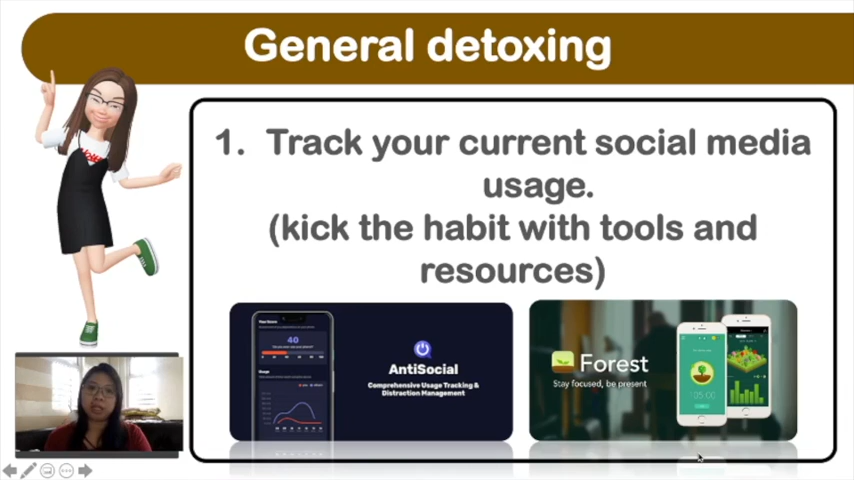 General detoxing
1. Track your current social media
usage.
(kick the habit with tools and
resources)
40
AntiSocial
Comprehensive Usage Tracking &
Distraction Management
Forest
Stay focused, be present